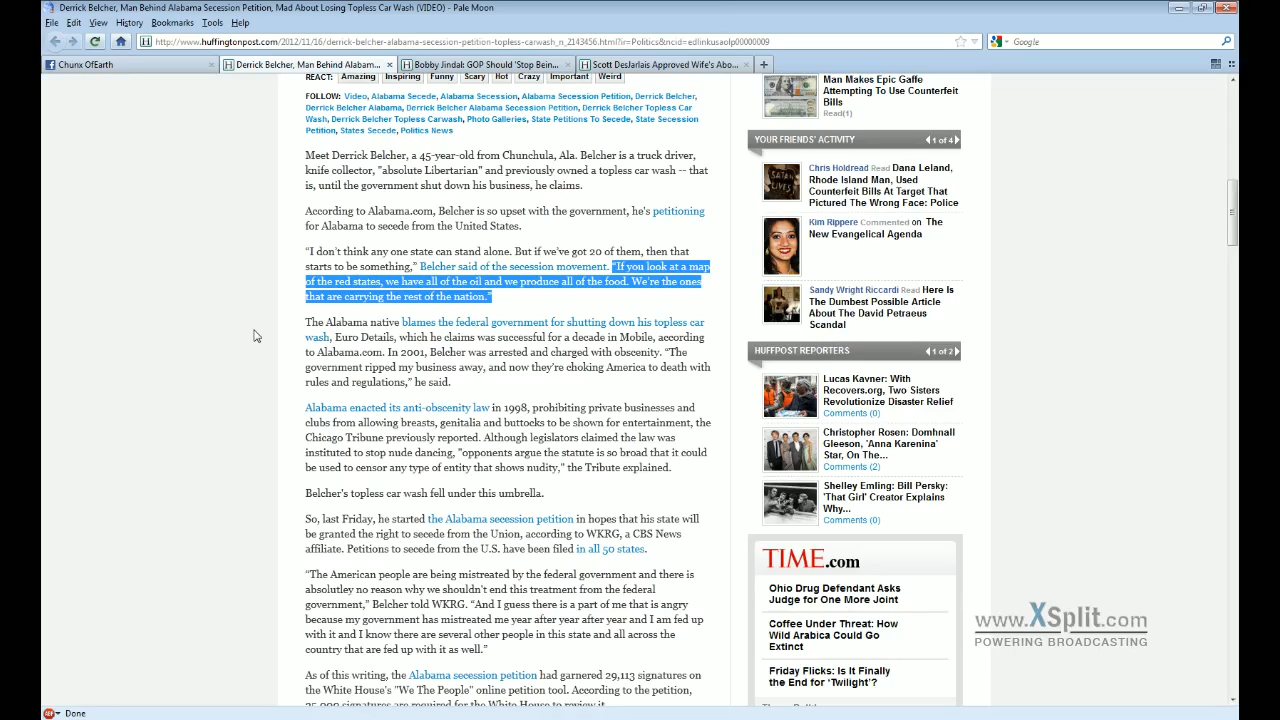 Derrick Belcher, Man Behind Alabama Secession Petition, Mad About Losing Topless Car Wash (VIDEO) - Pale Moon
File Edit View History Bookmarks Tools Help
http://www.huffingtonpost.com/2012/11/16/derrick-belcher-alabama-secession-petition-topless-carwash_n_2143456.html?ir=Politics&ncid=edlinkusaolp00000009
Google
Chunx OfEarth
Derrick Belcher, Man Behind Alabam...
Bobby Jindal: GOP Should 'Stop Bein...
Scott DesJarlais Approved Wife's Abo...
REACT: Amazing Inspiring Funny Scary Hot Crazy Important Weird
FOLLOW: Video, Alabama Secede, Alabama Secession, Alabama Secession Petition, Derrick Belcher,
Derrick Belcher Alabama, Derrick Belcher Alabama Secession Petition, Derrick Belcher Topless Car
Wash, Derrick Belcher Topless Carwash, Photo Galleries, State Petitions To Secede, State Secession
Petition, States Secede, Politics News
Meet Derrick Belcher, a 45-year-old from Chunchula, Ala. Belcher is a truck driver,
knife collector, "absolute Libertarian" and previously owned a topless car wash -- that
is, until the government shut down his business, he claims.
According to Alabama.com, Belcher is so upset with the government, he's petitioning
for Alabama to secede from the United States.
“I don’t think any one state can stand alone. But if we’ve got 20 of them, then that
starts to be something,” Belcher said of the secession movement. “If you look at a map
of the red states, we have all of the oil and we produce all of the food. We’re the ones
that are carrying the rest of the nation.”
The Alabama native blames the federal government for shutting down his topless car
wash, Euro Details, which he claims was successful for a decade in Mobile, according
to Alabama.com. In 2001, Belcher was arrested and charged with obscenity. “The
government ripped my business away, and now they’re choking America to death with
rules and regulations,” he said.
Alabama enacted its anti-obscenity law in 1998, prohibiting private businesses and
clubs from allowing breasts, genitalia and buttocks to be shown for entertainment, the
Chicago Tribune previously reported. Although legislators claimed the law was
instituted to stop nude dancing, "opponents argue the statute is so broad that it could
be used to censor any type of entity that shows nudity," the Tribune explained.
Belcher's topless car wash fell under this umbrella.
So, last Friday, he started the Alabama secession petition in hopes that his state will
be granted the right to secede from the Union, according to WKRG, a CBS News
affiliate. Petitions to secede from the U.S. have been filed in all 50 states.
“The American people are being mistreated by the federal government and there is
absolutley no reason why we shouldn't end this treatment from the federal
government,” Belcher told WKRG. “And I guess there is a part of me that is angry
because my government has mistreated me year after year after year and I am fed up
with it and I know there are several other people in this state and all across the
country that are fed up with it as well.”
As of this writing, the Alabama secession petition had garnered 29,113 signatures on
the White House's "We The People" online petition tool. According to the petition,
25,000 signatures are required for the White House to review it.
Man Makes Epic Gaffe
Attempting To Use Counterfeit
Bills
Read(1)
YOUR FRIENDS' ACTIVITY
1 of 4
SATAN
LIVES
Chris Holdread Read Dana Leland,
Rhode Island Man, Used
Counterfeit Bills At Target That
Pictured The Wrong Face: Police
Kim Rippere Commented on The
New Evangelical Agenda
Sandy Wright Riccardi Read Here Is
The Dumbest Possible Article
About The David Petraeus
Scandal
HUFFPOST REPORTERS
1 of 2
Lucas Kavner: With
Recovers.org, Two Sisters
Revolutionize Disaster Relief
Comments (0)
Christopher Rosen: Domhnall
Gleeson, 'Anna Karenina'
Star, On The...
Comments (2)
Shelley Emling: Bill Persky:
'That Girl' Creator Explains
Why...
Comments (0)
TIME.com
Ohio Drug Defendant Asks
Judge for One More Joint
Coffee Under Threat: How
Wild Arabica Could Go
Extinct
Friday Flicks: Is It Finally
the End for ‘Twilight’?
www.XSplit.com
POWERING BROADCASTING
ABP
Done